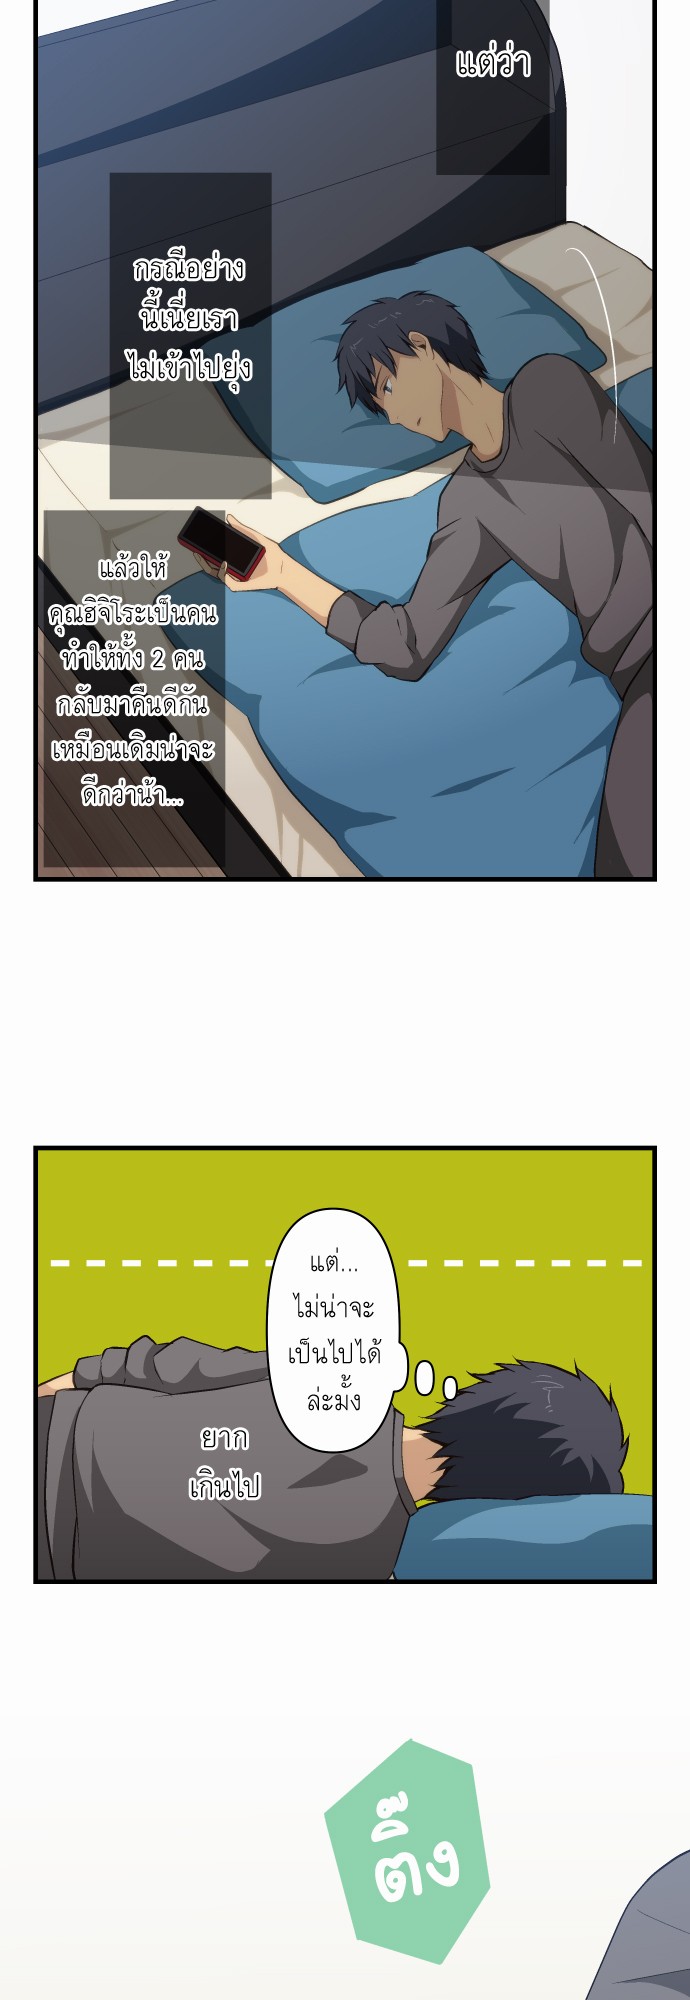 แต่ว่า
กรณีอย่าง
นี้เนี่ยเรา
ไม่เข้าไปยุ่ง
แล้วให้
คุณฮิจิโระเป็นคน
ทำให้ทั้ง 2 คน
กลับมาคืนดีกัน
เหมือนเดิมน่าจะ
ดีกว่าน้า...
แต่...
ไม่น่าจะ
เป็นไปได้
ล่ะมั้ง
ยาก
เกินไป
ติ๊ง